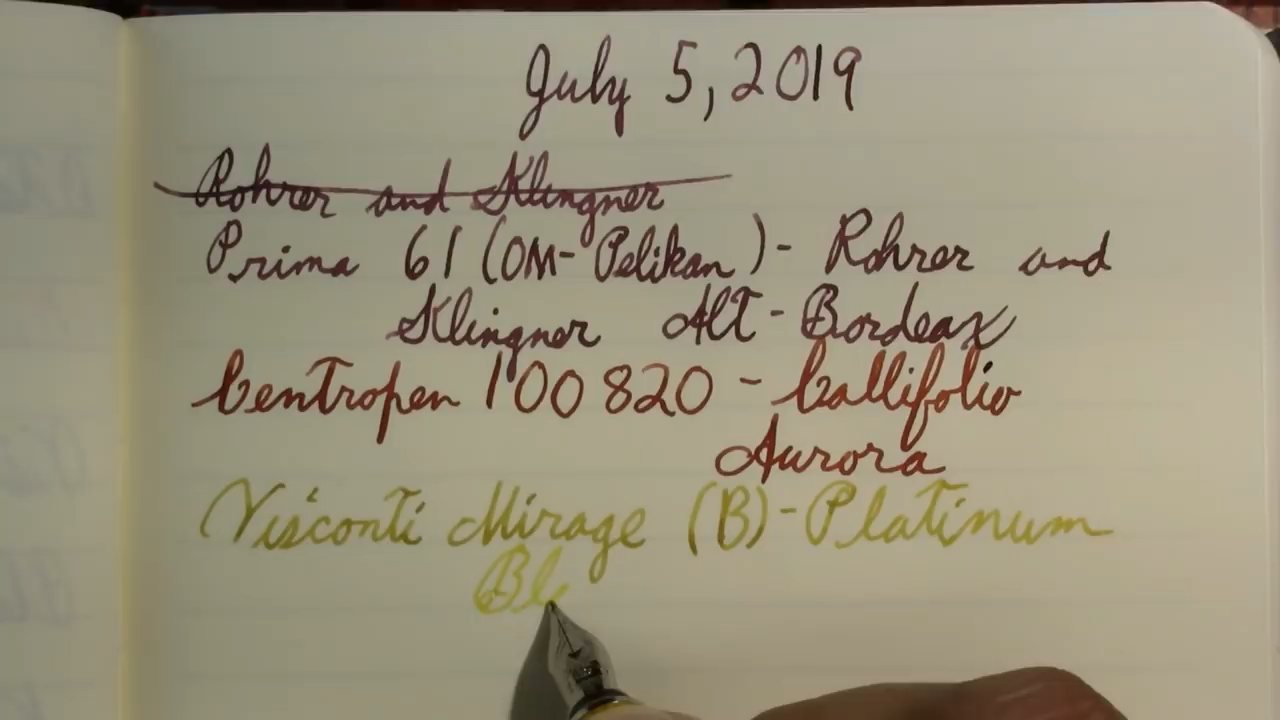 July 5, 2019
Rohrer and Klingner
Prima 61 (OM-Pelikan)- Rohrer and
Klingner Alt-Bordeax
Centropen 100 820 - Callifolio
Aurora
Visconti Mirage (B)-Platinum
Bl